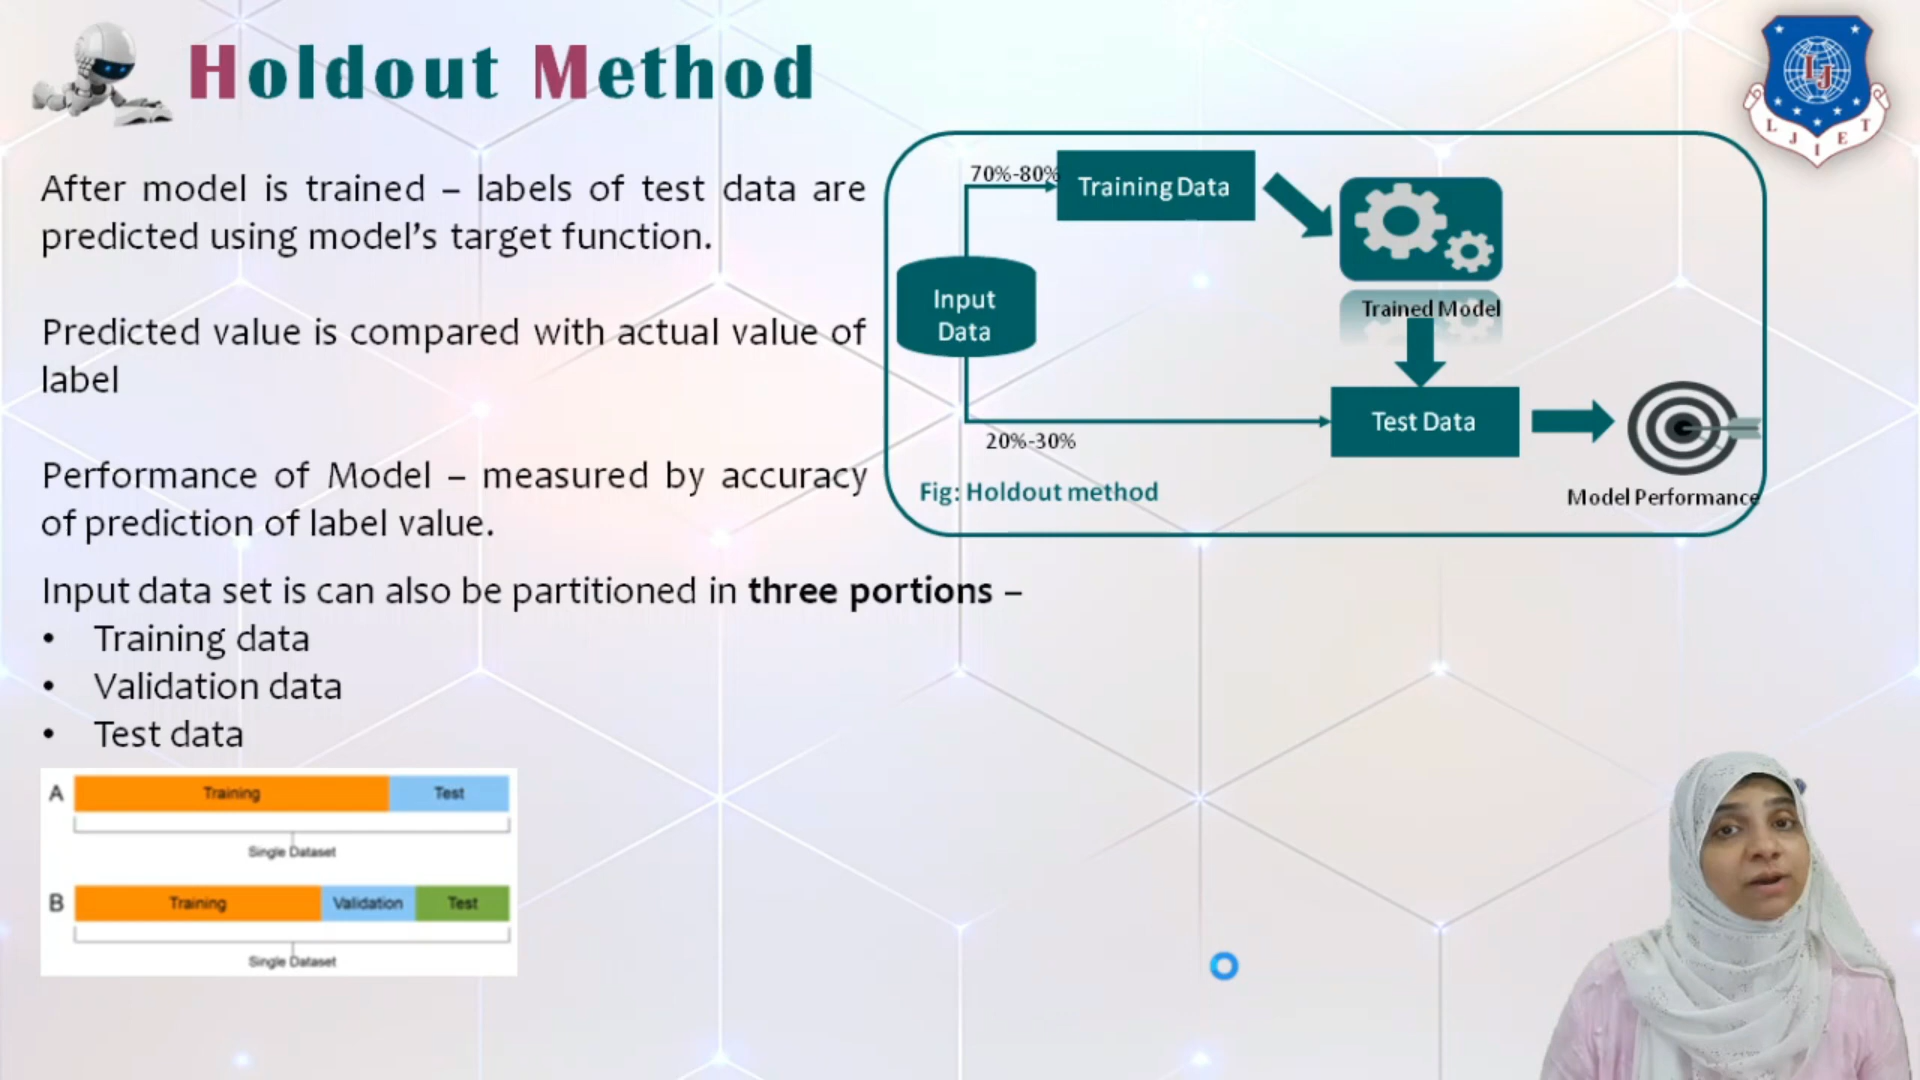 Holdout Method
After model is trained – labels of test data are
predicted using model's target function.
Predicted value is compared with actual value of
label
Performance of Model – measured by accuracy
of prediction of label value.
Input data set is can also be partitioned in three portions –
• Training data
• Validation data
• Test data
A Training Test
Single Dataset
B Training Validation Test
Single Dataset
70%-80%
Training Data
Input
Data
Trained Model
Test Data
20%-30%
Fig: Holdout method
Model Performance
LJ
L J I E T